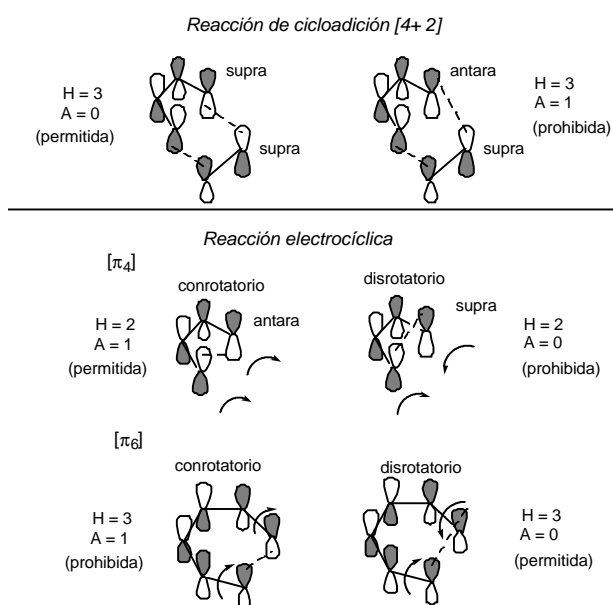 Reacción de cicloadición [4+ 2]
supra
H = 3
A = 0
(permitida)
supra
antara
H = 3
A = 1
(prohibida)
supra
Reacción electrocíclica
[π4]
conrotatorio
antara
H = 2
A = 1
(permitida)
disrotatorio
supra
H = 2
A = 0
(prohibida)
[π6]
conrotatorio
H = 3
A = 1
(prohibida)
disrotatorio
H = 3
A = 0
(permitida)